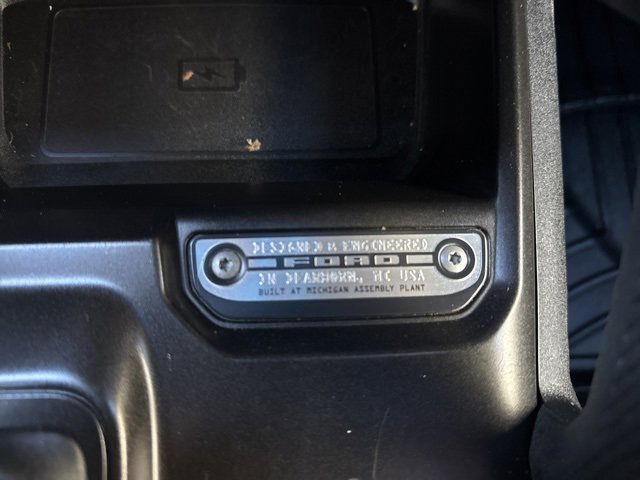 DESIGNED & ENGINEERED
FORD
IN DEARBORN, MI USA
BUILT AT MICHIGAN ASSEMBLY PLANT